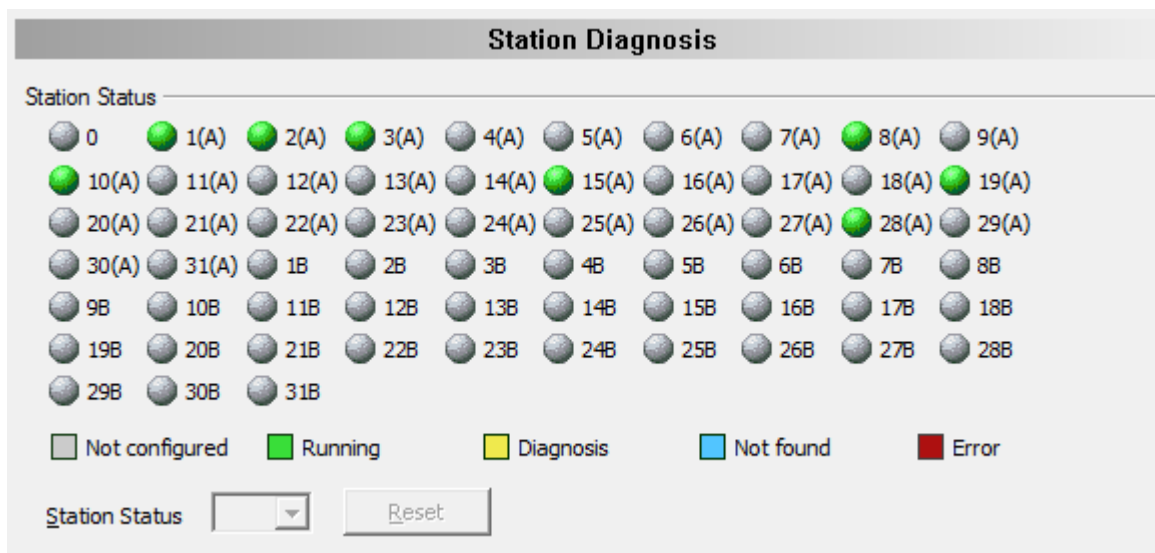 Station Diagnosis
Station Status
0 1(A) 2(A) 3(A) 4(A) 5(A) 6(A) 7(A) 8(A) 9(A)
10(A) 11(A) 12(A) 13(A) 14(A) 15(A) 16(A) 17(A) 18(A) 19(A)
20(A) 21(A) 22(A) 23(A) 24(A) 25(A) 26(A) 27(A) 28(A) 29(A)
30(A) 31(A) 1B 2B 3B 4B 5B 6B 7B 8B
9B 10B 11B 12B 13B 14B 15B 16B 17B 18B
19B 20B 21B 22B 23B 24B 25B 26B 27B 28B
29B 30B 31B
Not configured Running Diagnosis Not found Error
Station Status Reset